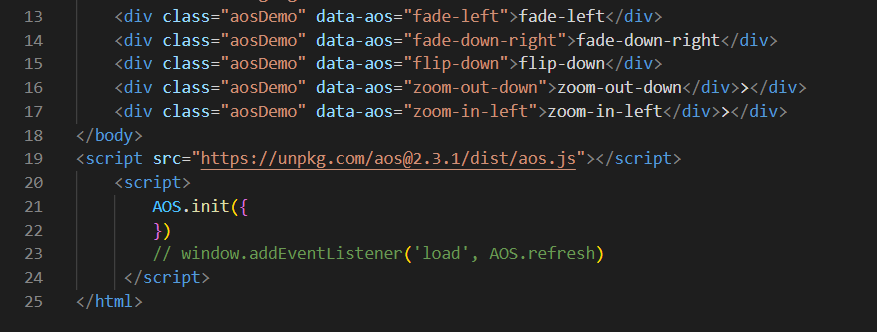 13 <div class="aosDemo" data-aos="fade-left">fade-left</div>
14 <div class="aosDemo" data-aos="fade-down-right">fade-down-right</div>
15 <div class="aosDemo" data-aos="flip-down">flip-down</div>
16 <div class="aosDemo" data-aos="zoom-out-down">zoom-out-down</div>></div>
17 <div class="aosDemo" data-aos="zoom-in-left">zoom-in-left</div>></div>
18 </body>
19 <script src="https://unpkg.com/aos@2.3.1/dist/aos.js"></script>
20 <script>
21 AOS.init({
22 })
23 // window.addEventListener('load', AOS.refresh)
24 </script>
25 </html>